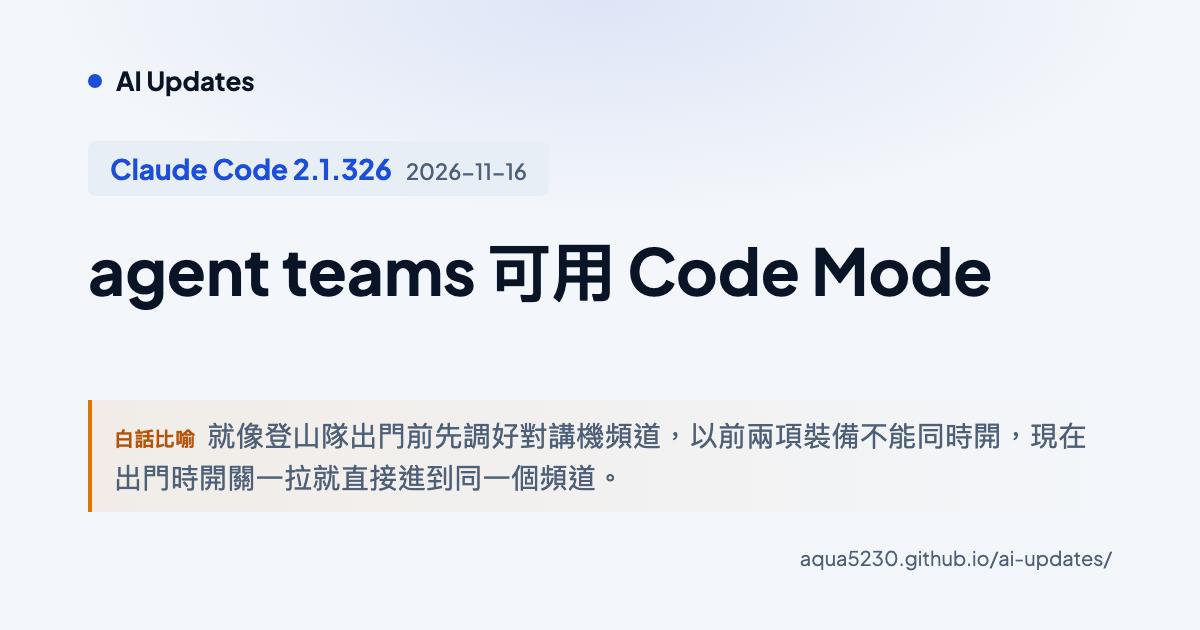 AI Updates
Claude Code 2.1.326 2026-11-16
agent teams 可用 Code Mode
白話比喻 就像登山隊出門前先調好對講機頻道，以前兩項裝備不能同時開，現在
出門時開關一拉就直接進到同一個頻道。
aqua5230.github.io/ai-updates/